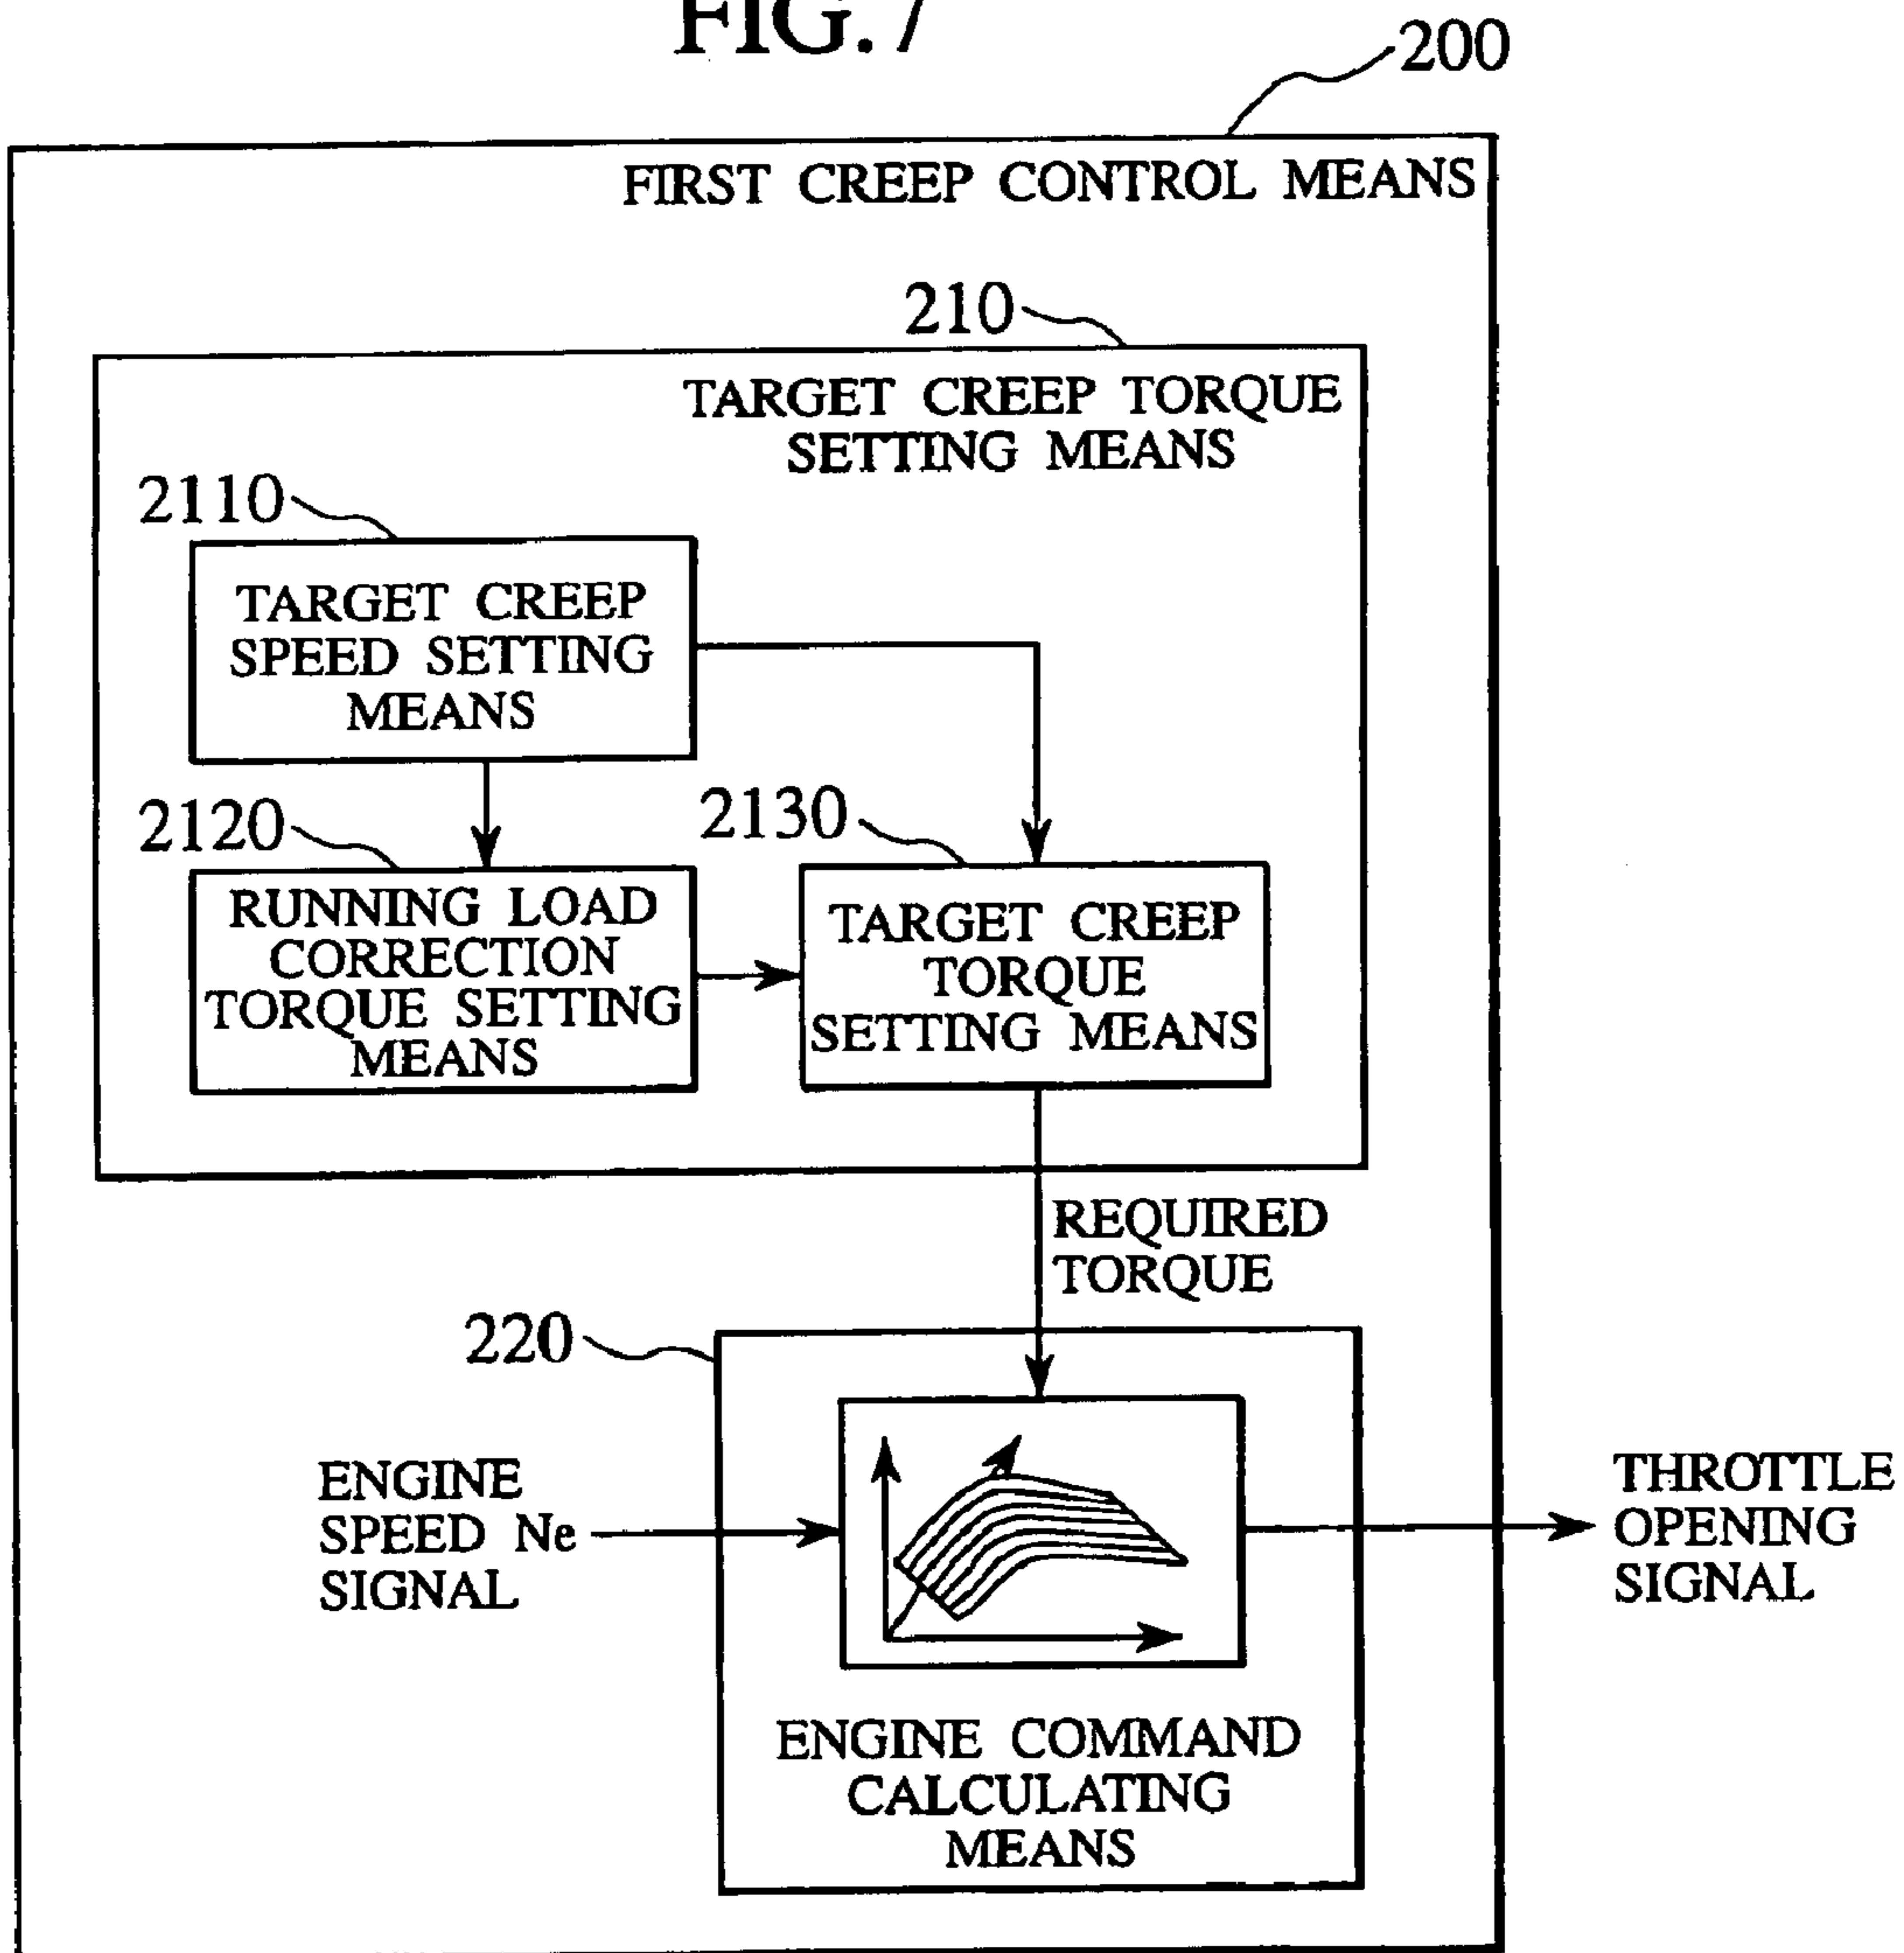 FIG. 7
200
FIRST CREEP CONTROL MEANS
210
TARGET CREEP TORQUE
SETTING MEANS
2110
TARGET CREEP
SPEED SETTING
MEANS
2120
RUNNING LOAD
CORRECTION
TORQUE SETTING
MEANS
2130
TARGET CREEP
TORQUE
SETTING MEANS
REQUIRED
TORQUE
220
ENGINE
SPEED Ne
SIGNAL
THROTTLE
OPENING
SIGNAL
ENGINE COMMAND
CALCULATING
MEANS